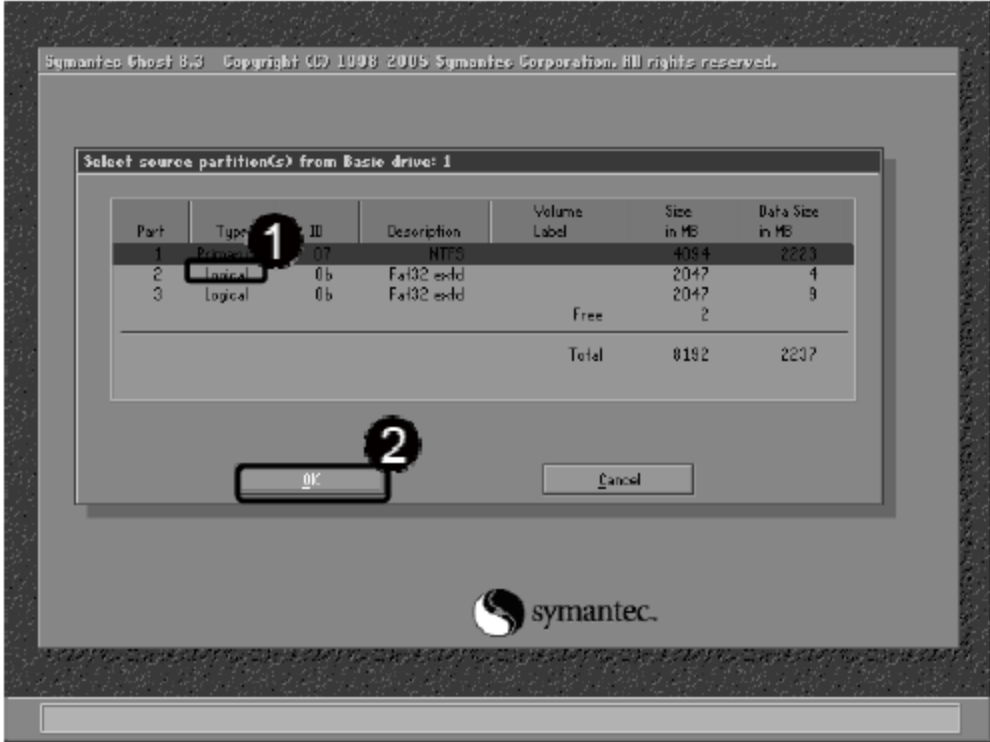 Symantec Ghost 8.3 Copyright (C) 1998 2005 Symantec Corporation. All rights reserved.
Select source partition(s) from Basic drive: 1
Volume Size Data Size
Part Type ID Description Label in MB in MB
1
1 Primary 07 NTFS 4094 2223
2 Logical 0b Fat32 extd 2047 4
3 Logical 0b Fat32 extd 2047 9
Free 2
Total 8192 2237
2
OK Cancel
symantec.